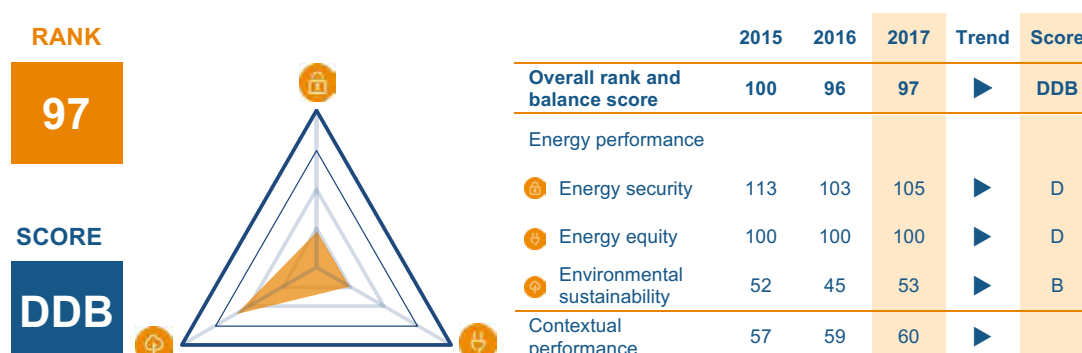 RANK
97
SCORE
DDB
2015 2016 2017 Trend Score
Overall rank and
balance score 100 96 97 DDB
Energy performance
Energy security 113 103 105 D
Energy equity 100 100 100 D
Environmental
sustainability 52 45 53 B
Contextual
performance 57 59 60